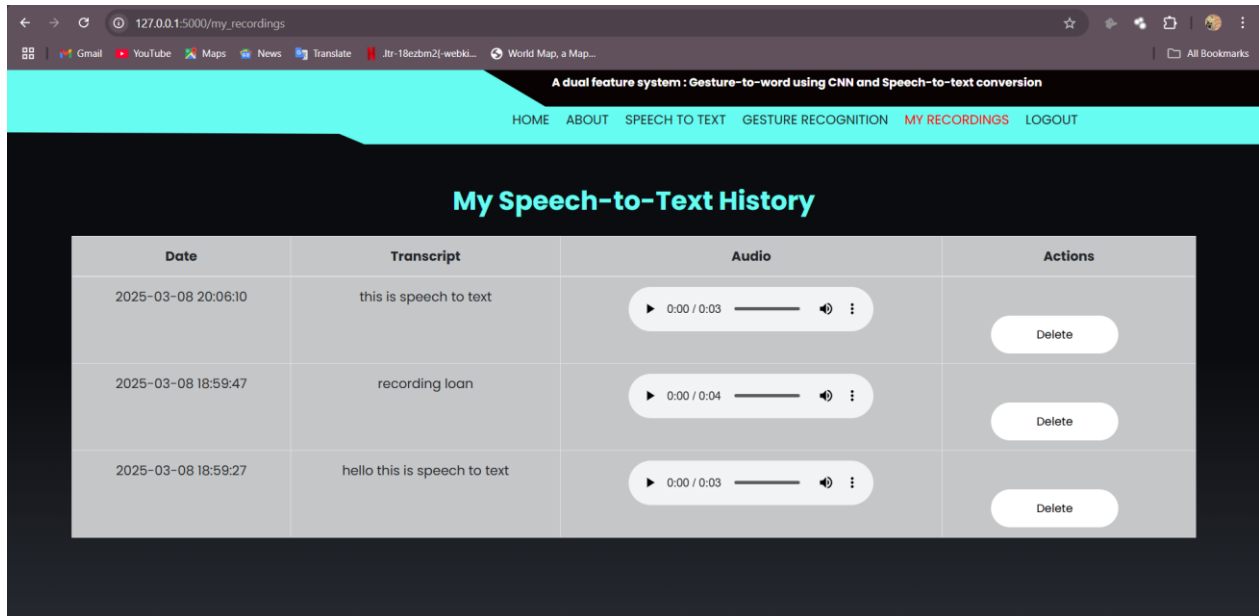 127.0.0.1:5000/my_recordings
Gmail YouTube Maps News Translate .ltr-18ezbm2{-webki... World Map, a Map... All Bookmarks
A dual feature system : Gesture-to-word using CNN and Speech-to-text conversion
HOME ABOUT SPEECH TO TEXT GESTURE RECOGNITION MY RECORDINGS LOGOUT
My Speech-to-Text History
Date Transcript Audio Actions
2025-03-08 20:06:10 this is speech to text 0:00 / 0:03
Delete
2025-03-08 18:59:47 recording loan 0:00 / 0:04
Delete
2025-03-08 18:59:27 hello this is speech to text 0:00 / 0:03
Delete